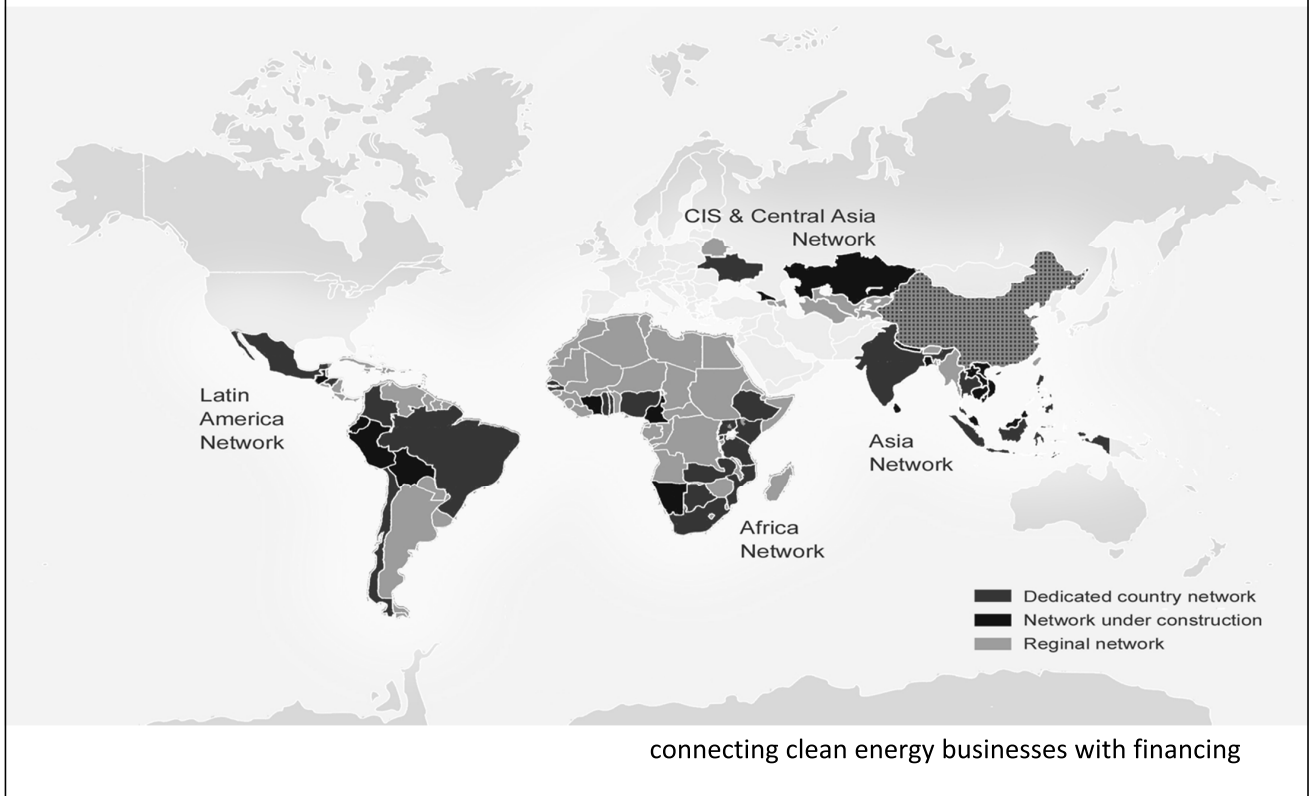 CIS & Central Asia
Network
Latin
America
Network
Asia
Network
Africa
Network
Dedicated country network
Network under construction
Reginal network
connecting clean energy businesses with financing